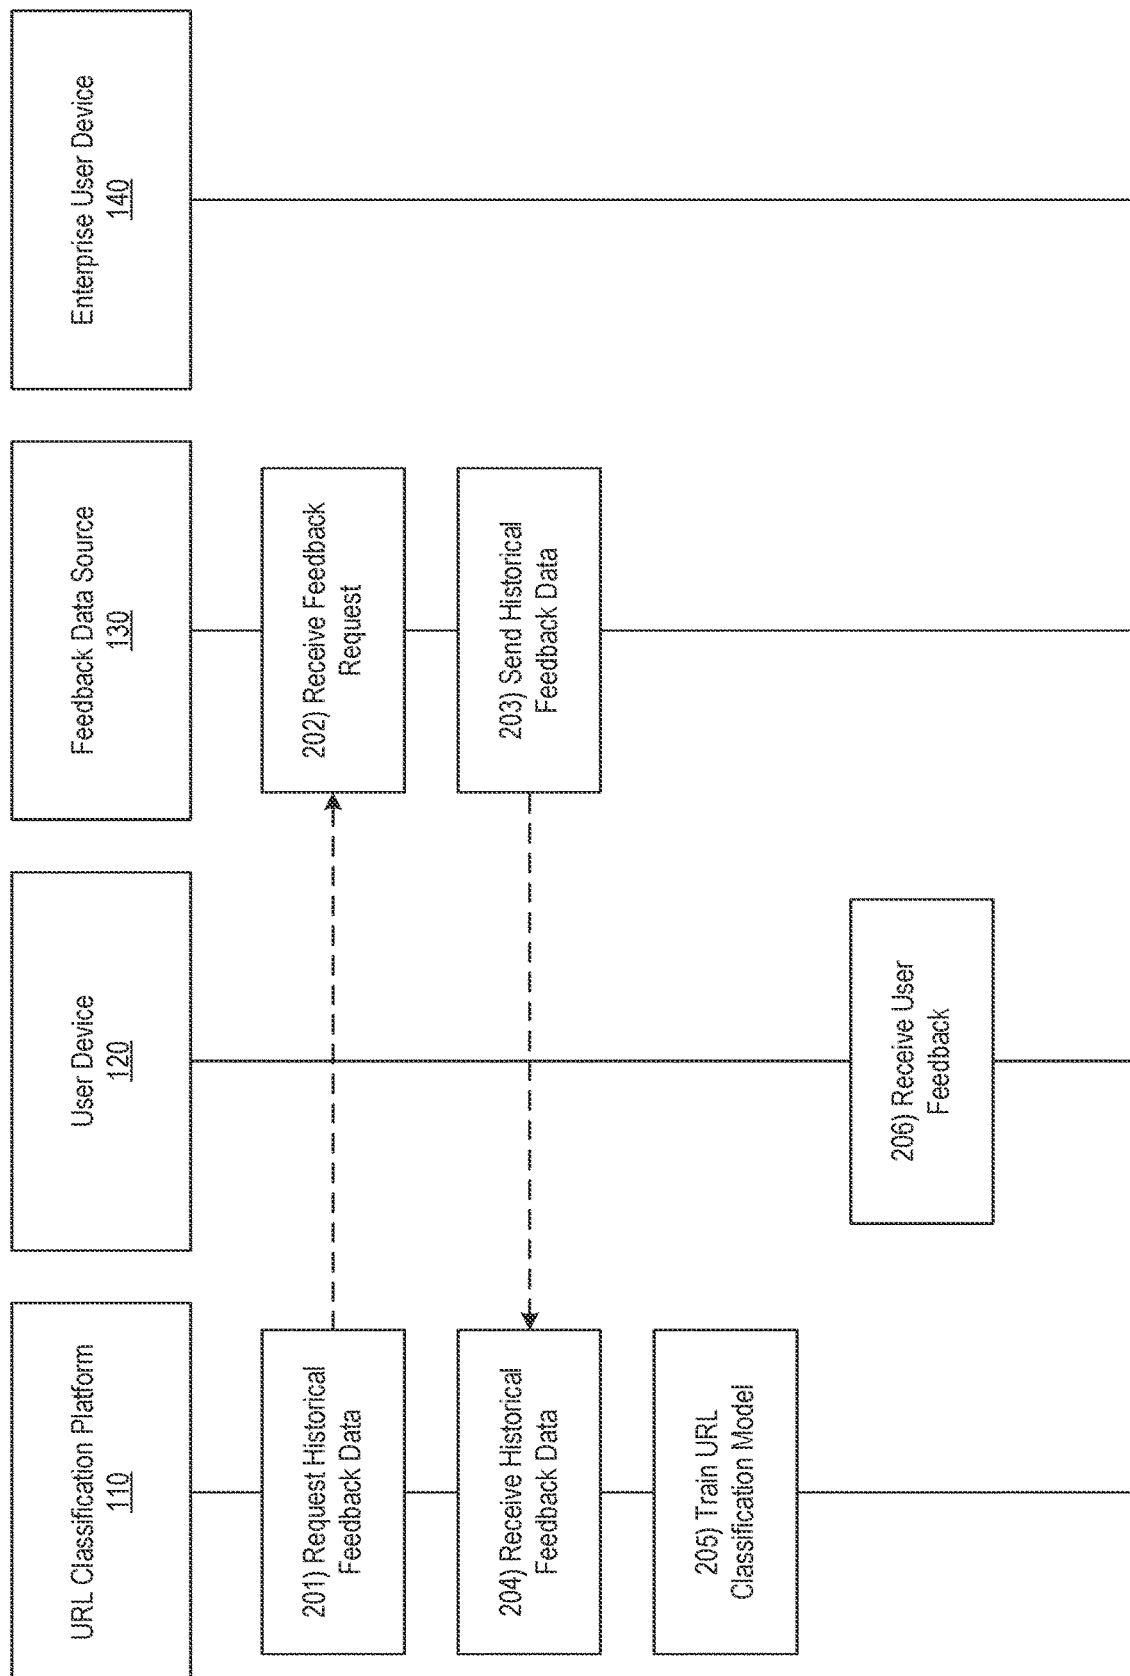 URL Classification Platform
110
User Device
120
Feedback Data Source
130
Enterprise User Device
140
201) Request Historical
Feedback Data
202) Receive Feedback
Request
203) Send Historical
Feedback Data
204) Receive Historical
Feedback Data
205) Train URL
Classification Model
206) Receive User
Feedback